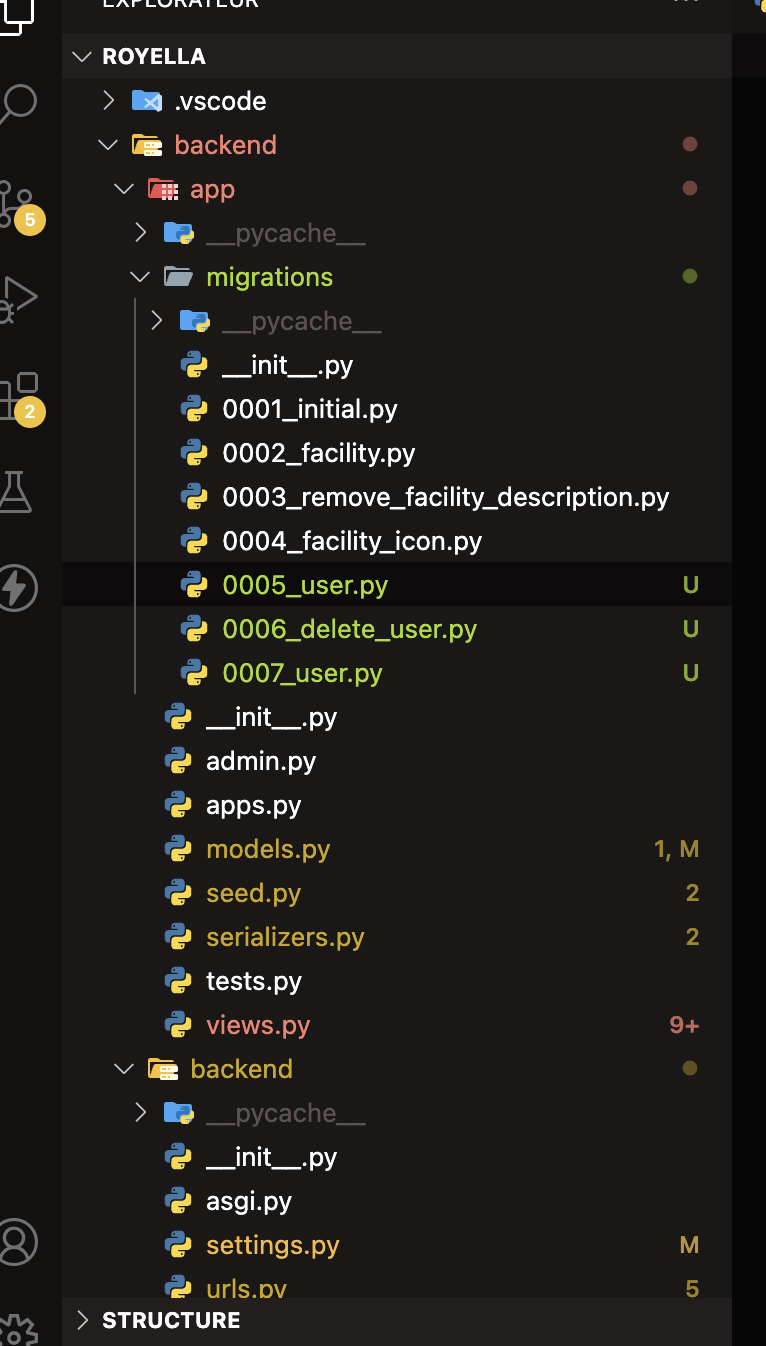 EXPLORATEUR
ROYELLA
.vscode
backend
app
__pycache__
migrations
__pycache__
__init__.py
0001_initial.py
0002_facility.py
0003_remove_facility_description.py
0004_facility_icon.py
5
2
0005_user.py U
0006_delete_user.py U
0007_user.py U
__init__.py
admin.py
apps.py
models.py 1, M
seed.py 2
serializers.py 2
tests.py
views.py 9+
backend
__pycache__
__init__.py
asgi.py
settings.py M
urls.py 5
STRUCTURE